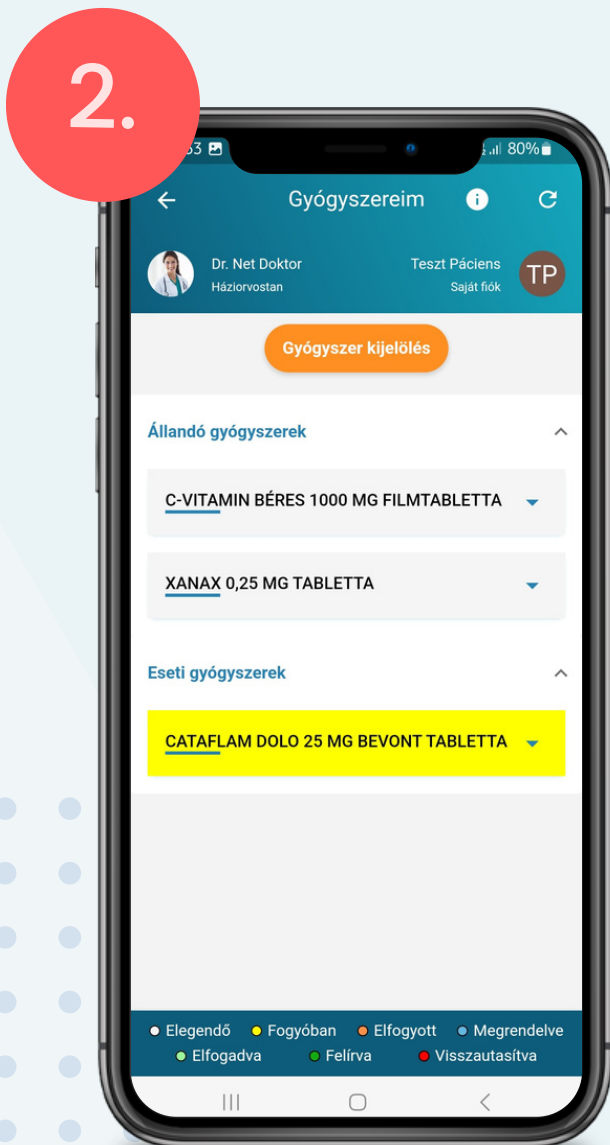 2.
53 80%
Gyógyszereim
Dr. Net Doktor Teszt Páciens TP
Háziorvostan Saját fiók
Gyógyszer kijelölés
Állandó gyógyszerek
C-VITAMIN BÉRES 1000 MG FILMTABLETTA
XANAX 0,25 MG TABLETTA
Eseti gyógyszerek
CATAFLAM DOLO 25 MG BEVONT TABLETTA
Elegendő Fogyóban Elfogyott Megrendelve
Elfogadva Felírva Visszautasítva